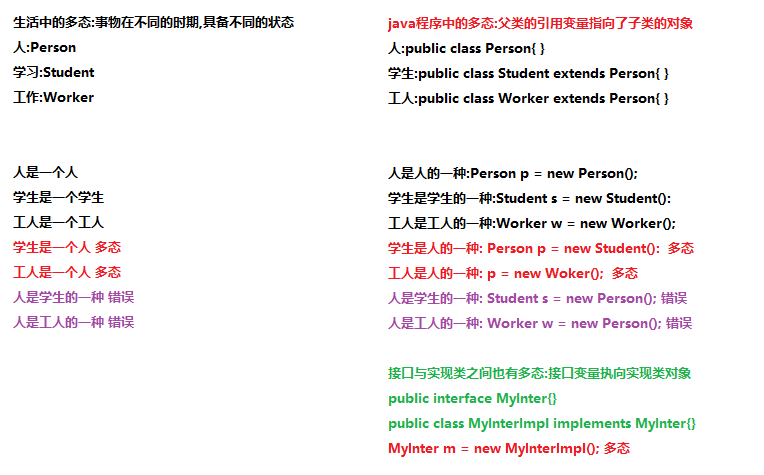 生活中的多态:事物在不同的时期,具备不同的状态
人:Person
学习:Student
工作:Worker
人是一个人
学生是一个学生
工人是一个工人
学生是一个人 多态
工人是一个人 多态
人是学生的一种 错误
人是工人的一种 错误
java程序中的多态:父类的引用变量指向了子类的对象
人:public class Person{ }
学生:public class Student extends Person{ }
工人:public class Worker extends Person{ }
人是人的一种:Person p = new Person();
学生是学生的一种:Student s = new Student():
工人是工人的一种:Worker w = new Worker();
学生是人的一种: Person p = new Student(): 多态
工人是人的一种: p = new Woker(); 多态
人是学生的一种: Student s = new Person(); 错误
人是工人的一种: Worker w = new Person(); 错误
接口与实现类之间也有多态:接口变量执向实现类对象
public interface MyInter{}
public class MyInterImpl implements MyInter{}
MyInter m = new MyInterImpl(); 多态